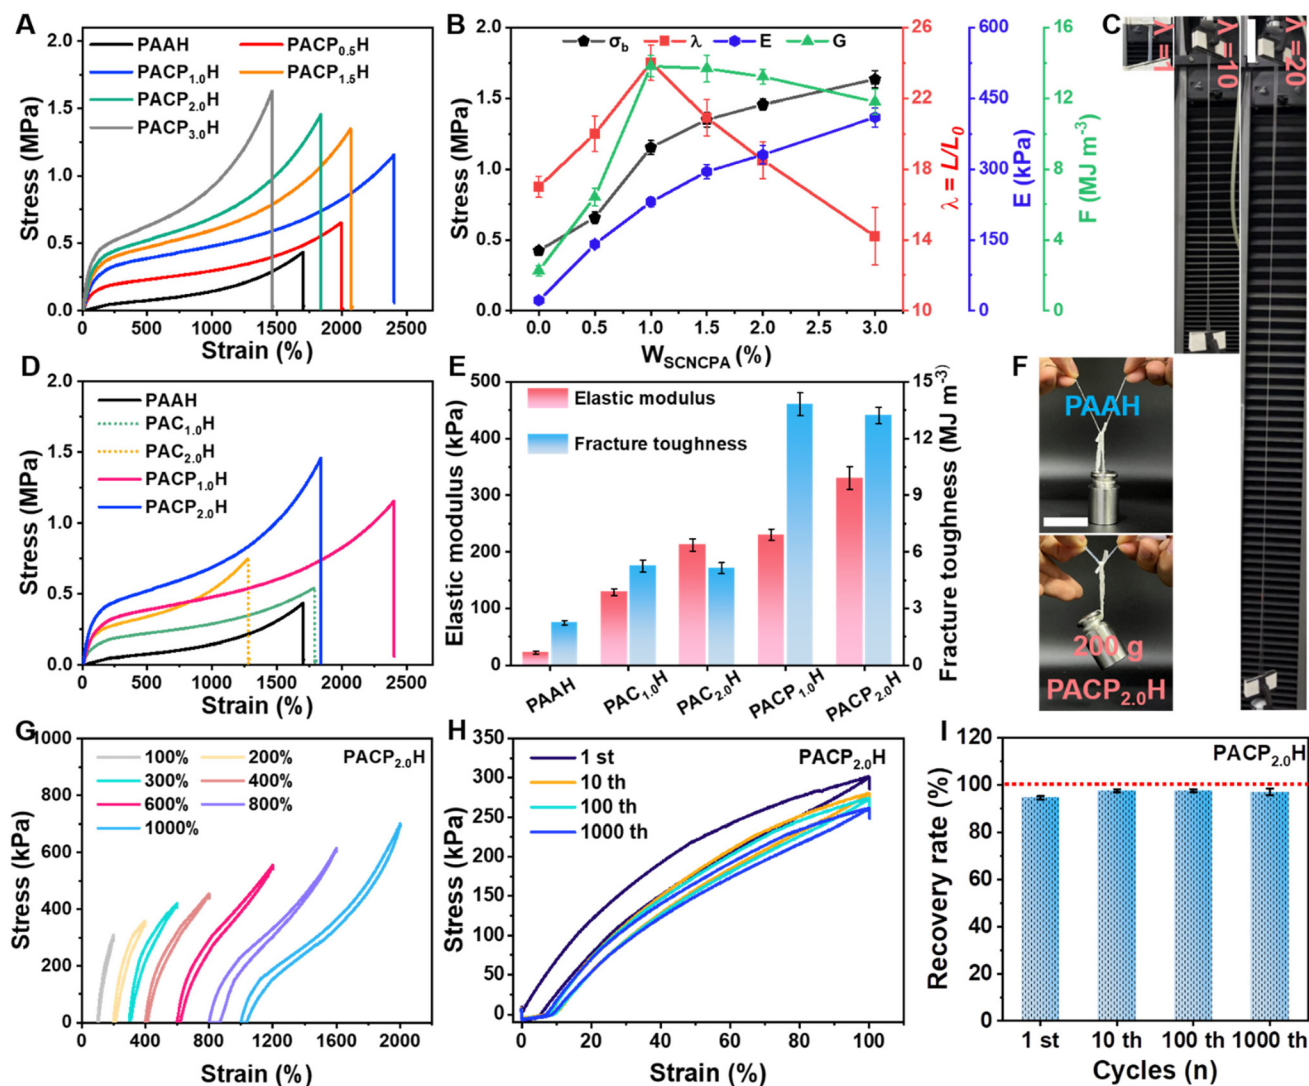 A
PAAH
PACP0.5H
PACP1.0H
PACP1.5H
PACP2.0H
PACP3.0H
Stress (MPa)
2.0
1.5
1.0
0.5
0.0
0 500 1000 1500 2000 2500
Strain (%)
B
σb λ E G
Stress (MPa)
2.0
1.5
1.0
0.5
0.0
0.0 0.5 1.0 1.5 2.0 2.5 3.0
WSCNCPA (%)
26
24
22
20
18
16
14
12
10
λ = L/L0
600
450
300
150
0
E (kPa)
16
12
8
4
0
F (MJ m-3)
C
λ = 1
λ = 10
λ = 20
D
PAAH
PAC1.0H
PAC2.0H
PACP1.0H
PACP2.0H
Stress (MPa)
2.0
1.5
1.0
0.5
0.0
0 500 1000 1500 2000 2500
Strain (%)
E
Elastic modulus
Fracture toughness
Elastic modulus (kPa)
500
400
300
200
100
0
PAAH PAC1.0H PAC2.0H PACP1.0H PACP2.0H
15
12
9
6
3
0
Fracture toughness (MJ m-3)
F
PAAH
200 g
PACP2.0H
G
PACP2.0H
100% 200%
300% 400%
600% 800%
1000%
Stress (kPa)
1000
800
600
400
200
0
0 400 800 1200 1600 2000
Strain (%)
H
PACP2.0H
1 st
10 th
100 th
1000 th
Stress (kPa)
350
300
250
200
150
100
50
0
0 20 40 60 80 100
Strain (%)
I
PACP2.0H
Recovery rate (%)
120
100
80
60
40
20
0
1 st 10 th 100 th 1000 th
Cycles (n)